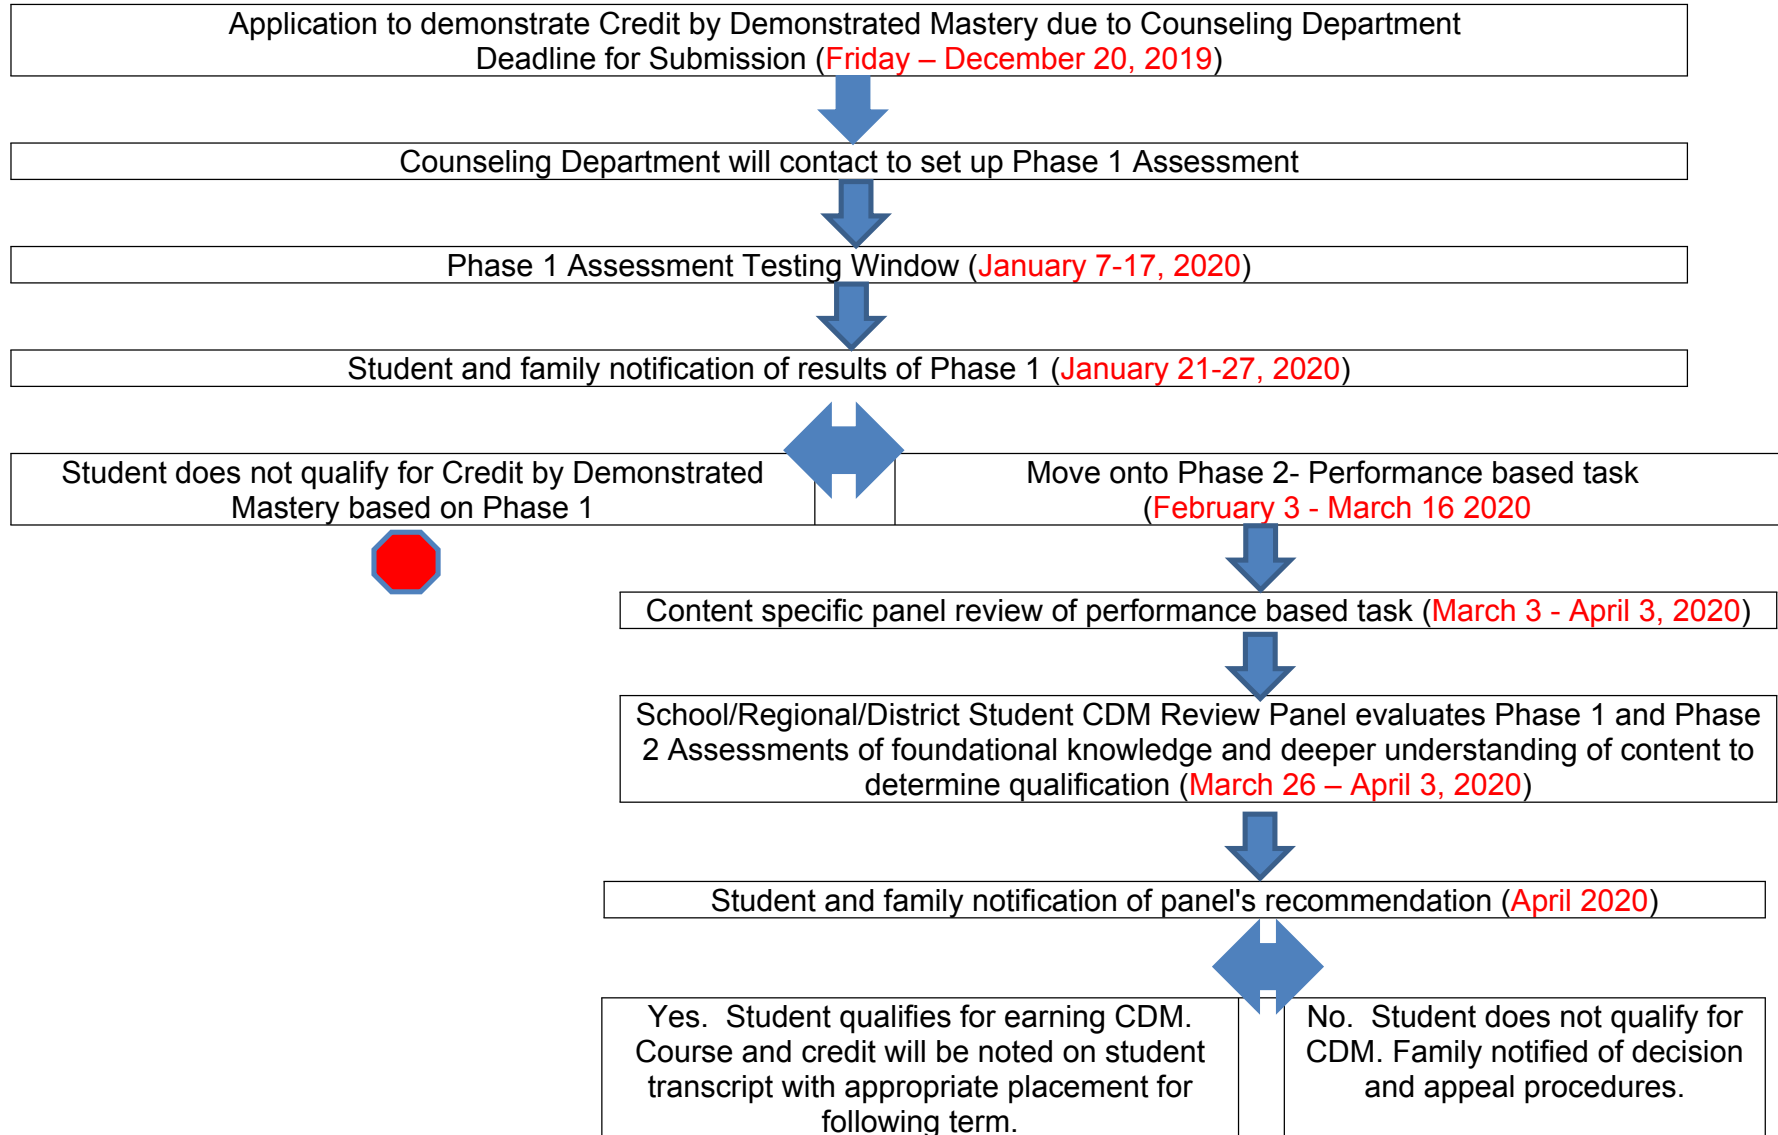 Application to demonstrate Credit by Demonstrated Mastery due to Counseling Department
Deadline for Submission (Friday – December 20, 2019)
Counseling Department will contact to set up Phase 1 Assessment
Phase 1 Assessment Testing Window (January 7-17, 2020)
Student and family notification of results of Phase 1 (January 21-27, 2020)
Student does not qualify for Credit by Demonstrated
Mastery based on Phase 1
Move onto Phase 2- Performance based task
(February 3 - March 16 2020
Content specific panel review of performance based task (March 3 - April 3, 2020)
School/Regional/District Student CDM Review Panel evaluates Phase 1 and Phase
2 Assessments of foundational knowledge and deeper understanding of content to
determine qualification (March 26 – April 3, 2020)
Student and family notification of panel's recommendation (April 2020)
Yes.  Student qualifies for earning CDM.
Course and credit will be noted on student
transcript with appropriate placement for
following term.
No.  Student does not qualify for
CDM. Family notified of decision
and appeal procedures.